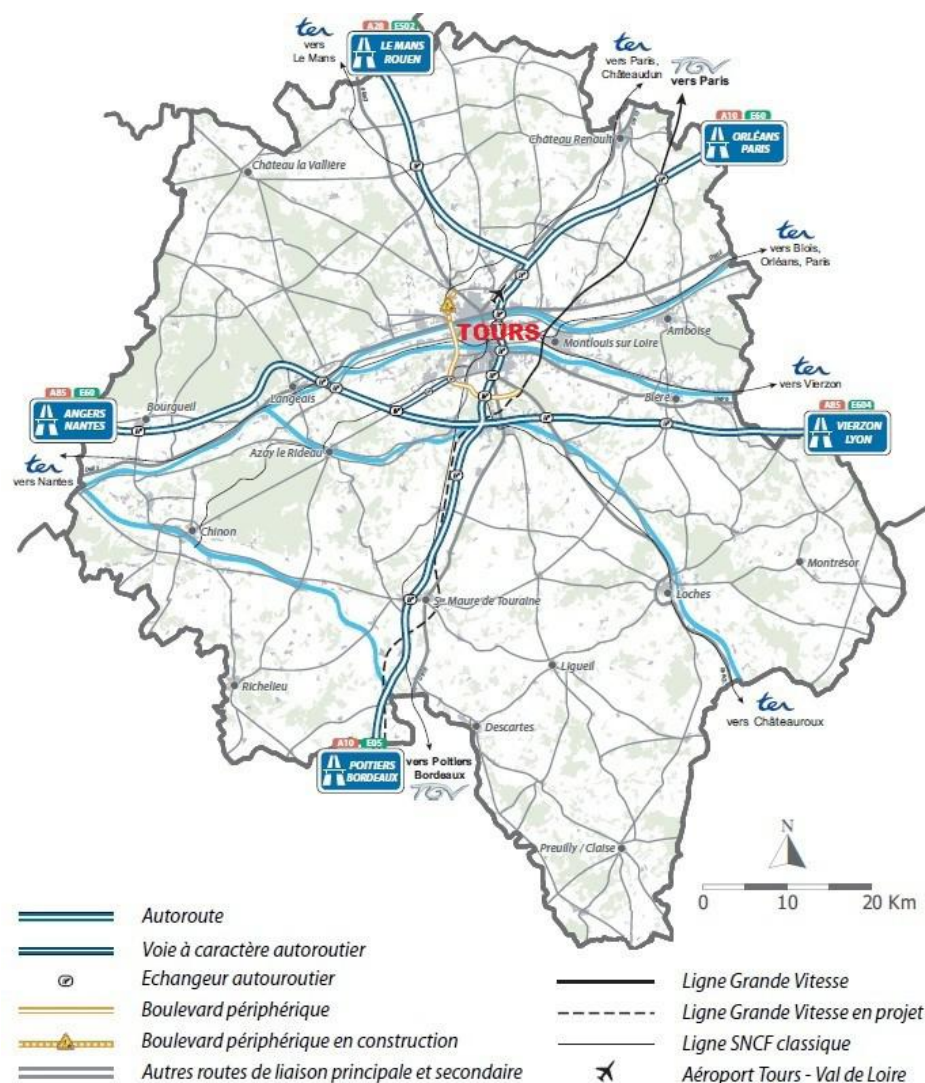 A28 E502
LE MANS
ROUEN
ter
vers
Le Mans
ter
vers Paris,
Châteaudun
TGV
vers Paris
A10 E60
ORLÉANS
PARIS
Château Renault
Château la Vallière
ter
vers Blois,
Orléans, Paris
TOURS
Amboise
Montlouis sur Loire
ter
vers Vierzon
Langeais
Bléré
A85 E60
ANGERS
NANTES
Bourgueil
A85 E604
VIERZON
LYON
Azay le Rideau
ter
vers Nantes
Chinon
Montrésor
Loches
Ste Maure de Touraine
Ligueil
Richelieu
ter
vers Châteauroux
Descartes
A10 E05
POITIERS
BORDEAUX
vers Poitiers
Bordeaux
TGV
N
Preuilly / Claise
0 10 20 Km
Autoroute
Voie à caractère autoroutier
Echangeur autouroutier
Boulevard périphérique
Boulevard périphérique en construction
Autres routes de liaison principale et secondaire
Ligne Grande Vitesse
Ligne Grande Vitesse en projet
Ligne SNCF classique
Aéroport Tours - Val de Loire